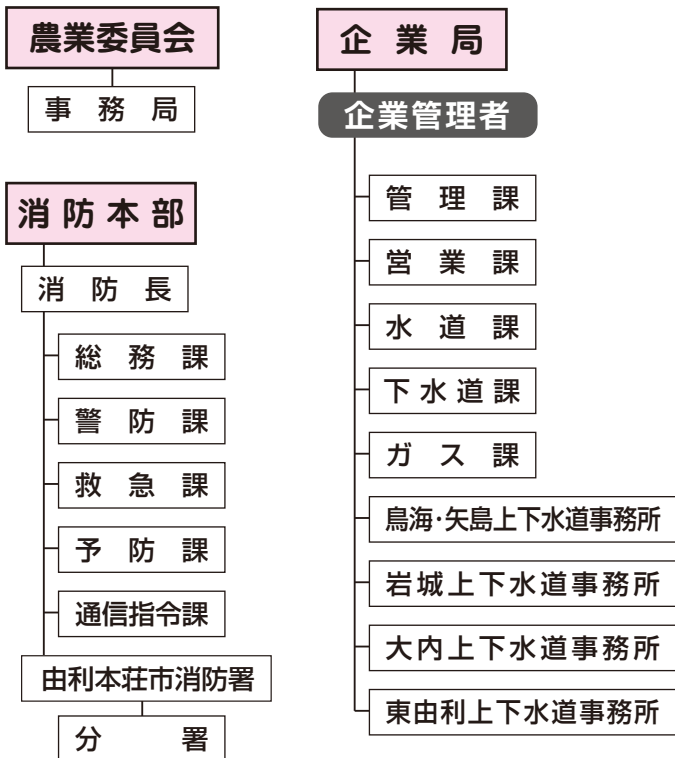 農業委員会
事務局
消防本部
消防長
総務課
警防課
救急課
予防課
通信指令課
由利本荘市消防署
分署
企業局
企業管理者
管理課
営業課
水道課
下水道課
ガス課
鳥海・矢島上下水道事務所
岩城上下水道事務所
大内上下水道事務所
東由利上下水道事務所